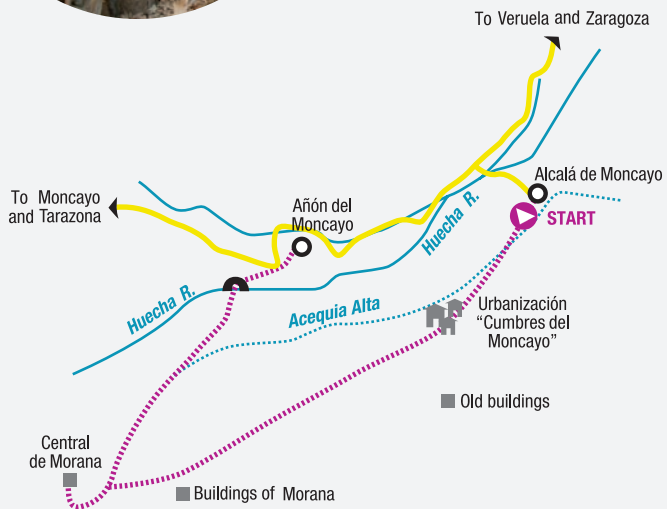 To Veruela and Zaragoza
Alcalá de Moncayo
START
Huecha R.
To Moncayo
and Tarazona
Añón del
Moncayo
Huecha R.
Acequia Alta
Urbanización
“Cumbres del
Moncayo”
Old buildings
Central
de Morana
Buildings of Morana